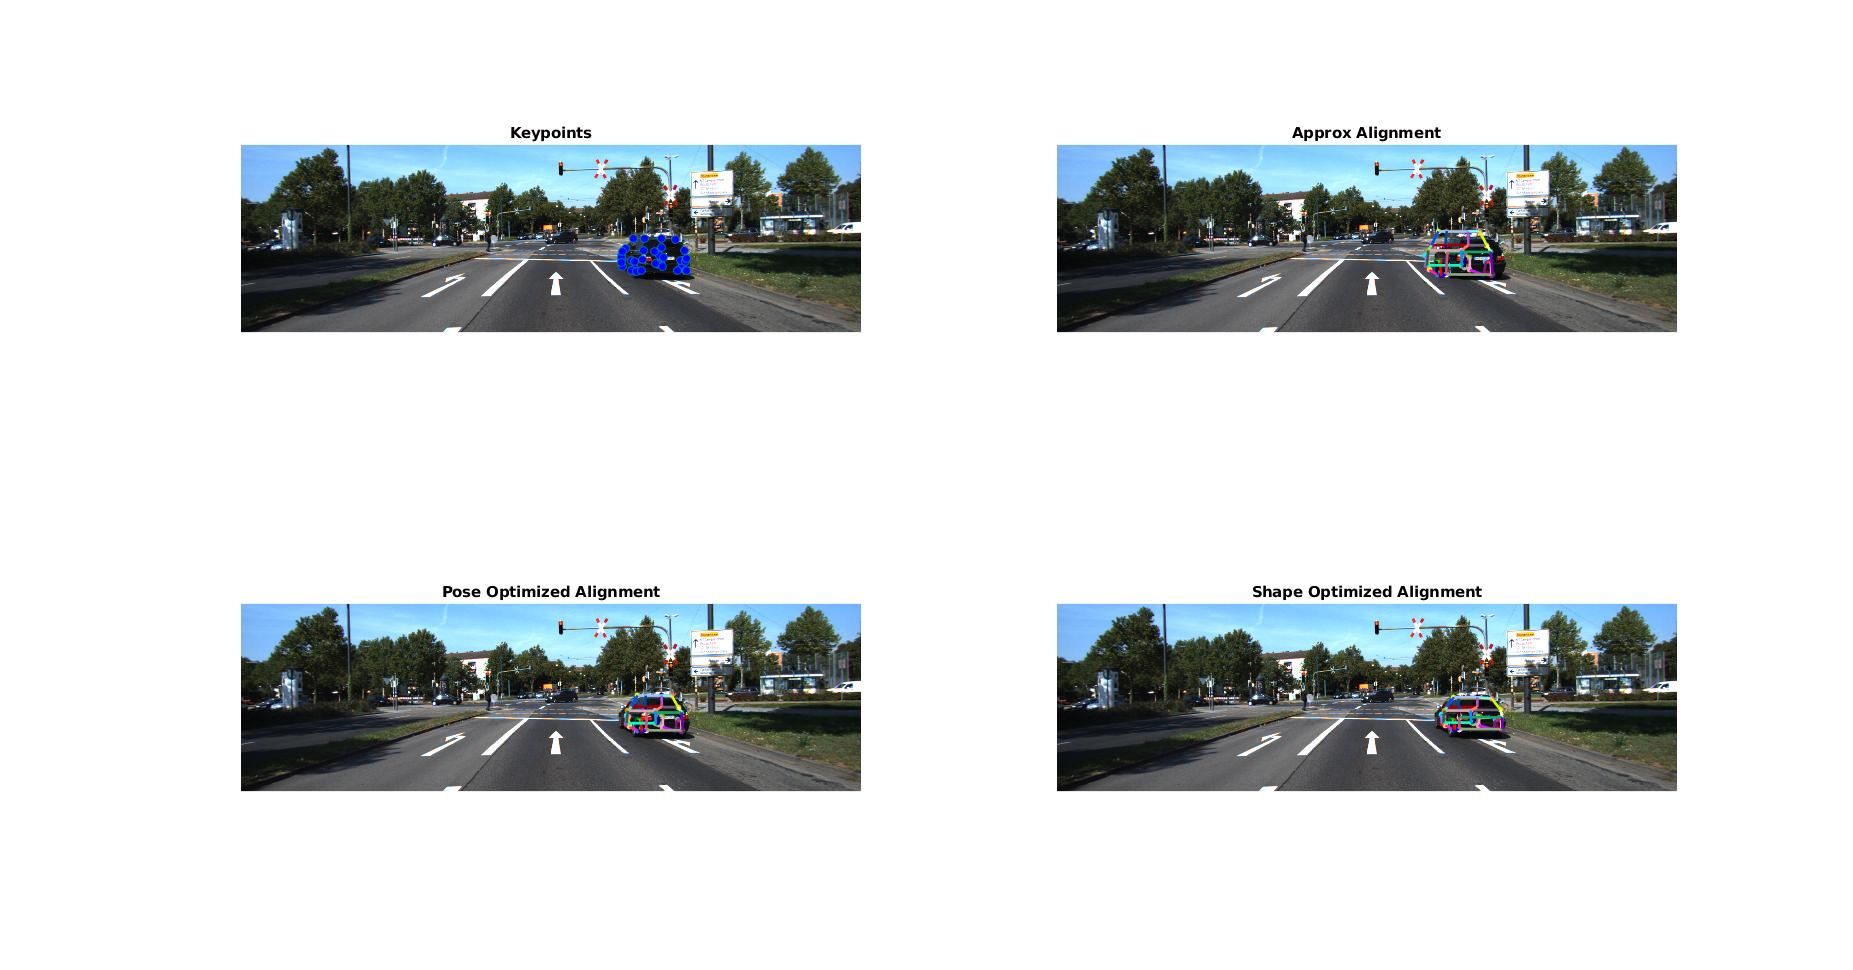 Keypoints
Approx Alignment
Pose Optimized Alignment
Shape Optimized Alignment